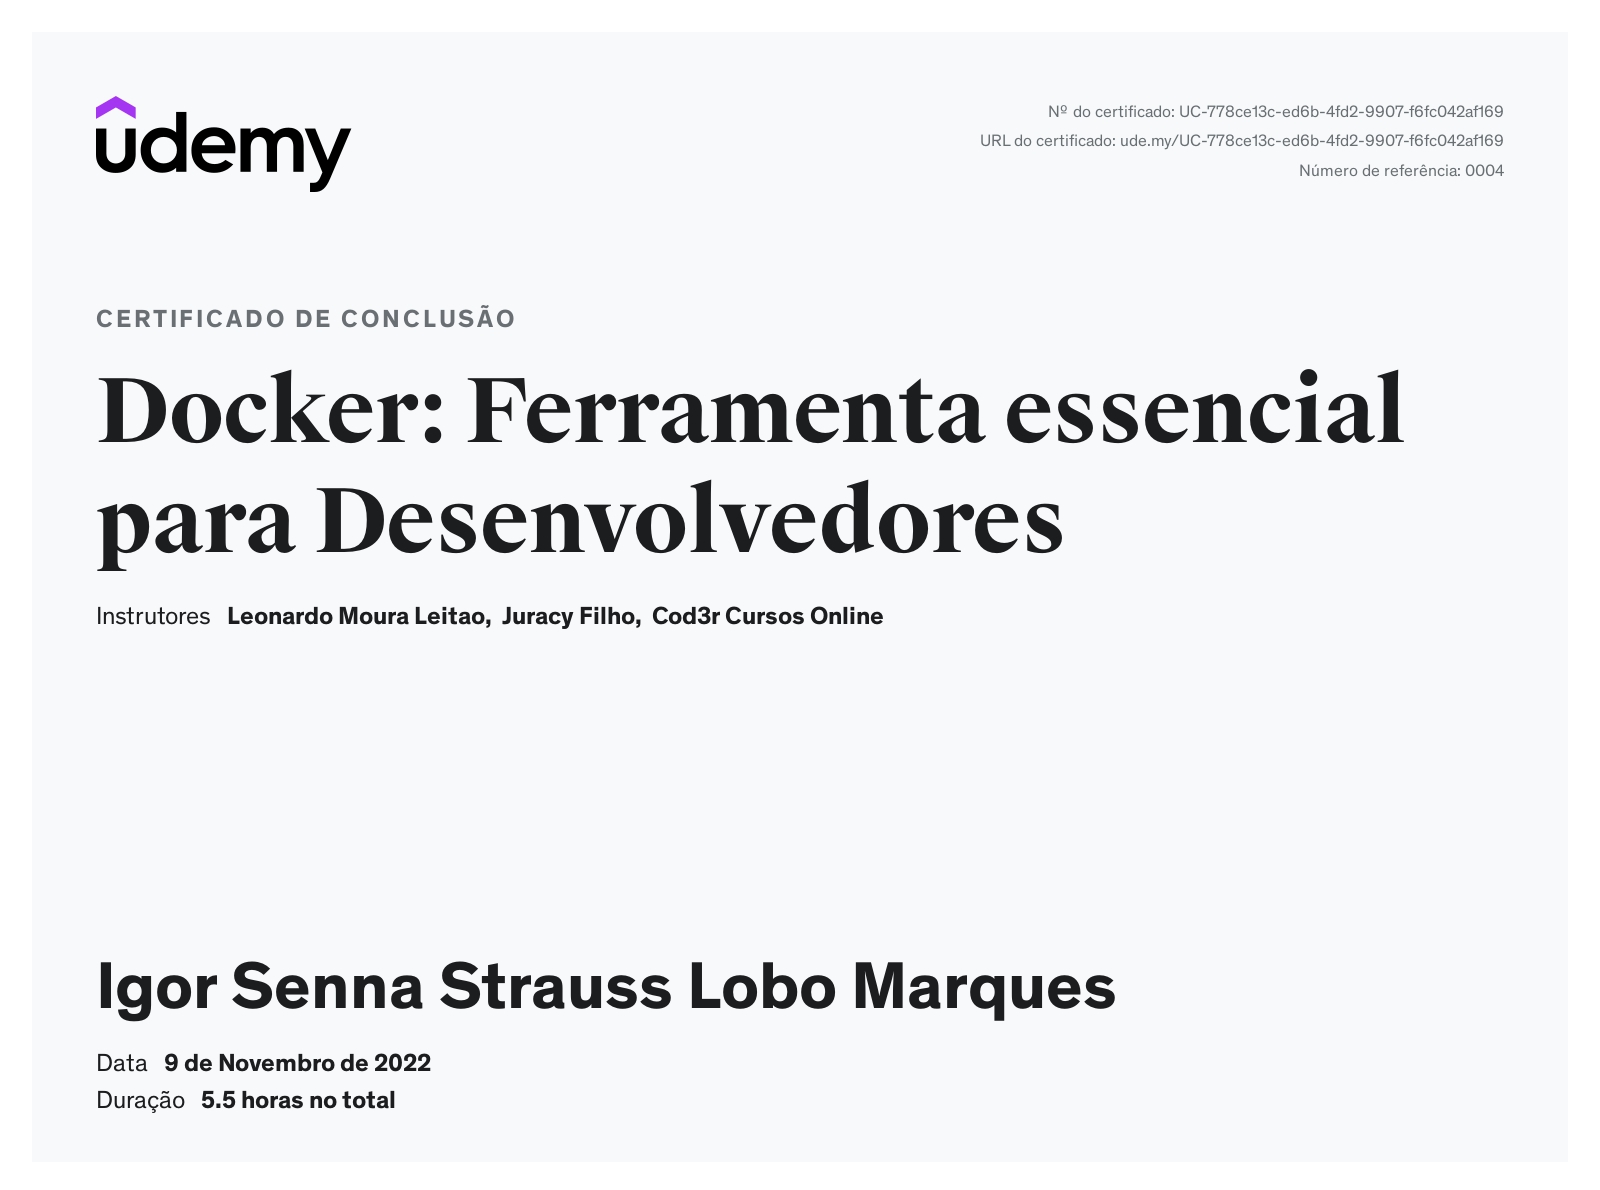 udemy
Nº do certificado: UC-778ce13c-ed6b-4fd2-9907-f6fc042af169
URL do certificado: ude.my/UC-778ce13c-ed6b-4fd2-9907-f6fc042af169
Número de referência: 0004
CERTIFICADO DE CONCLUSÃO
Docker: Ferramenta essencial
para Desenvolvedores
Instrutores Leonardo Moura Leitao, Juracy Filho, Cod3r Cursos Online
Igor Senna Strauss Lobo Marques
Data 9 de Novembro de 2022
Duração 5.5 horas no total